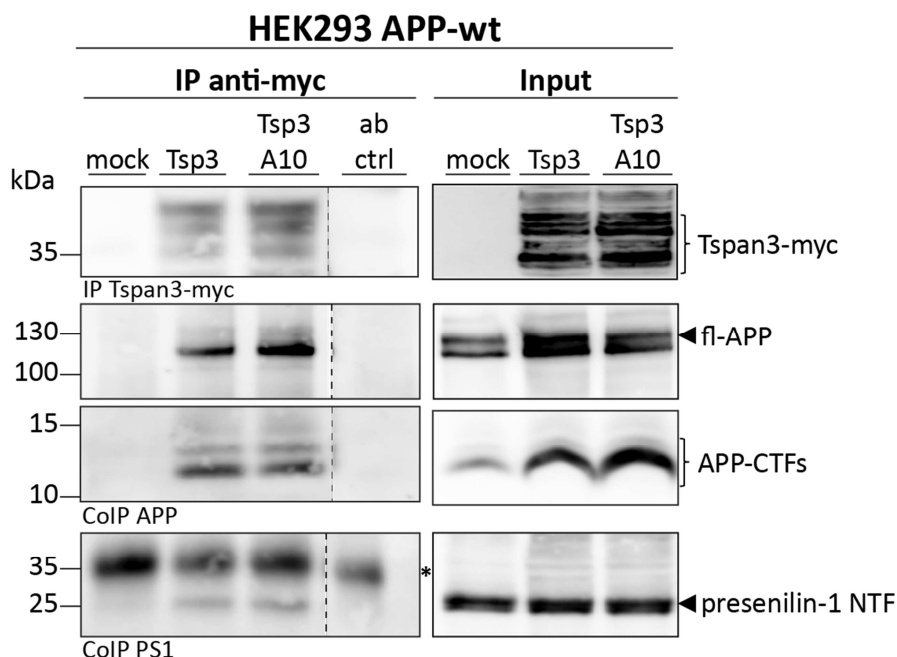 HEK293 APP-wt
IP anti-myc
Input
mock
Tsp3
Tsp3
A10
ab
ctrl
mock
Tsp3
Tsp3
A10
kDa
35
Tspan3-myc
IP Tspan3-myc
130
100
fl-APP
15
10
APP-CTFs
CoIP APP
35
25
*
presenilin-1 NTF
CoIP PS1